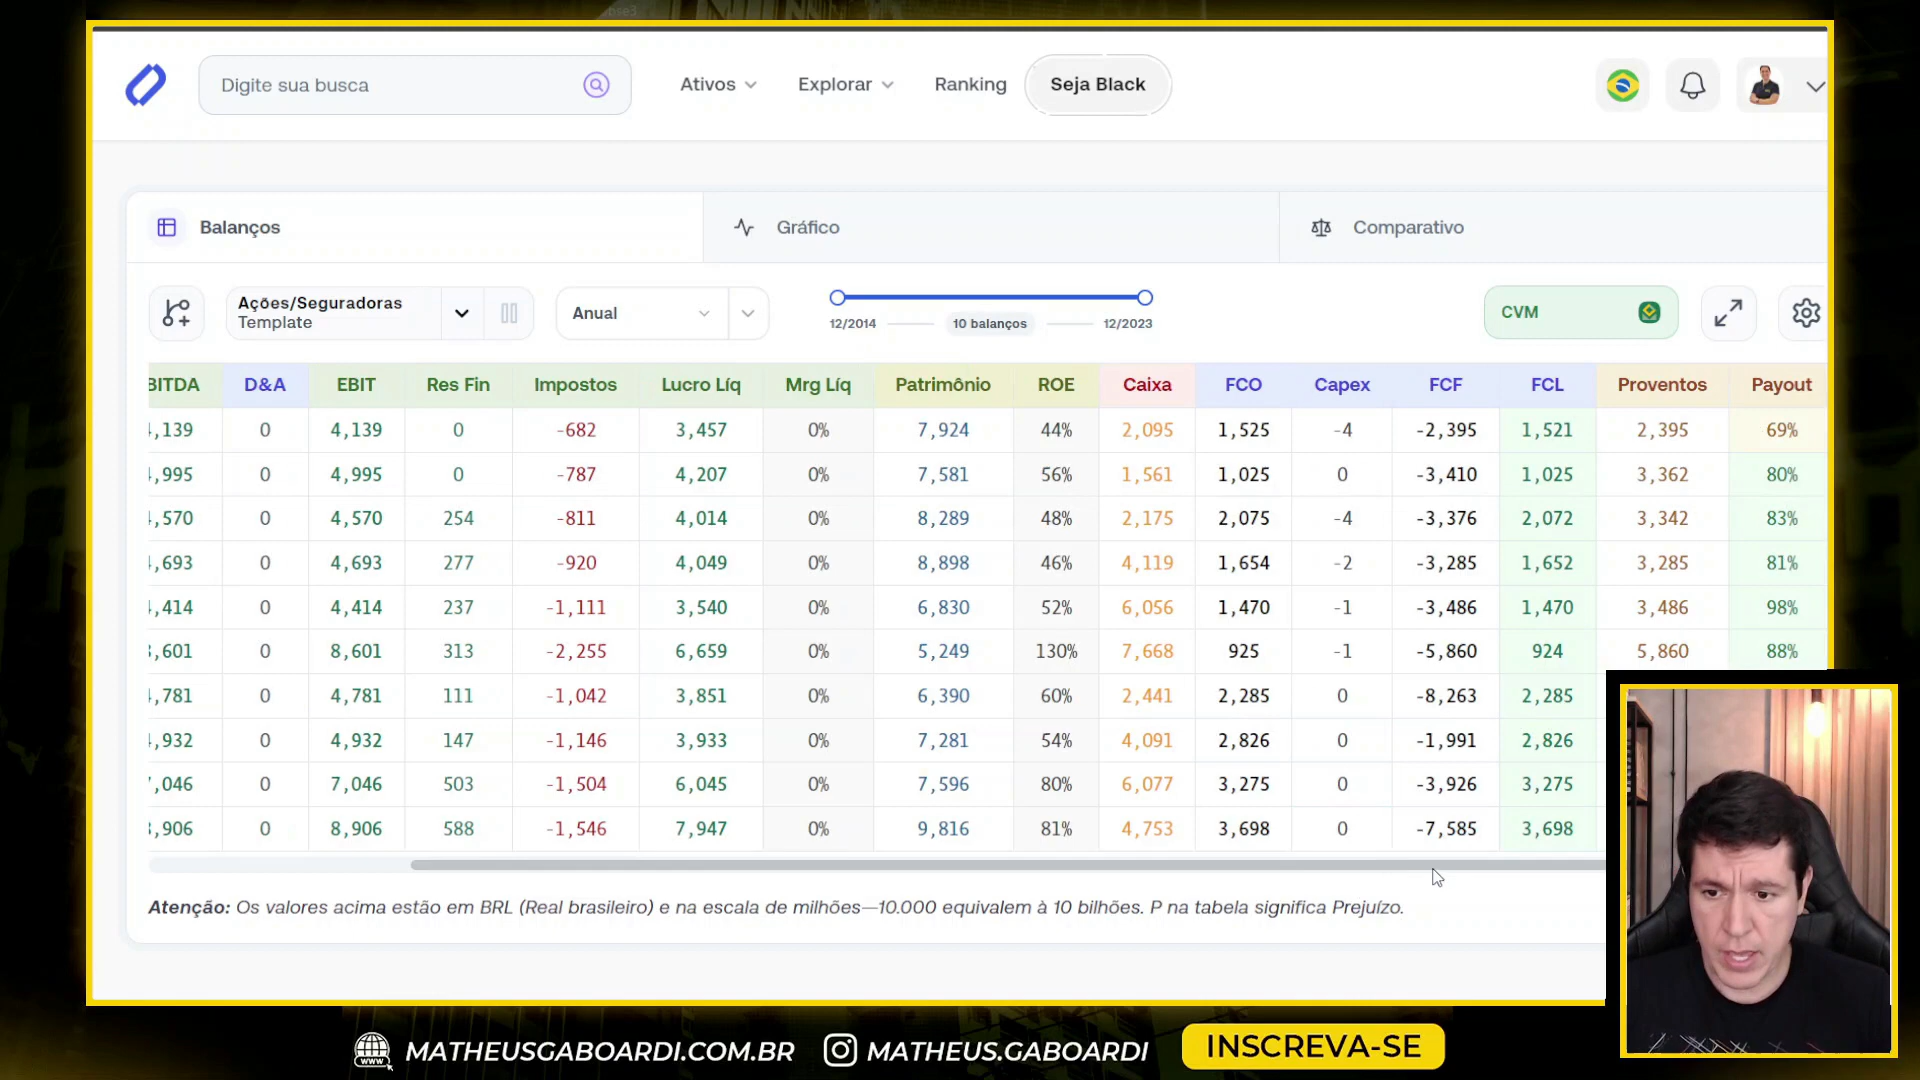 bse3
Digite sua busca
Ativos
Explorar
Ranking
Seja Black
Balanços
Gráfico
Comparativo
Ações/Seguradoras
Template
Anual
12/2014
10 balanços
12/2023
CVM
BITDA D&A EBIT Res Fin Impostos Lucro Líq Mrg Líq Patrimônio ROE Caixa FCO Capex FCF FCL Proventos Payout
,139 0 4,139 0 -682 3,457 0% 7,924 44% 2,095 1,525 -4 -2,395 1,521 2,395 69%
,995 0 4,995 0 -787 4,207 0% 7,581 56% 1,561 1,025 0 -3,410 1,025 3,362 80%
,570 0 4,570 254 -811 4,014 0% 8,289 48% 2,175 2,075 -4 -3,376 2,072 3,342 83%
,693 0 4,693 277 -920 4,049 0% 8,898 46% 4,119 1,654 -2 -3,285 1,652 3,285 81%
,414 0 4,414 237 -1,111 3,540 0% 6,830 52% 6,056 1,470 -1 -3,486 1,470 3,486 98%
,601 0 8,601 313 -2,255 6,659 0% 5,249 130% 7,668 925 -1 -5,860 924 5,860 88%
,781 0 4,781 111 -1,042 3,851 0% 6,390 60% 2,441 2,285 0 -8,263 2,285
,932 0 4,932 147 -1,146 3,933 0% 7,281 54% 4,091 2,826 0 -1,991 2,826
,046 0 7,046 503 -1,504 6,045 0% 7,596 80% 6,077 3,275 0 -3,926 3,275
,906 0 8,906 588 -1,546 7,947 0% 9,816 81% 4,753 3,698 0 -7,585 3,698
Atenção: Os valores acima estão em BRL (Real brasileiro) e na escala de milhões—10.000 equivalem à 10 bilhões. P na tabela significa Prejuízo.
WWW
MATHEUSGABOARDI.COM.BR
MATHEUS.GABOARDI
INSCREVA-SE